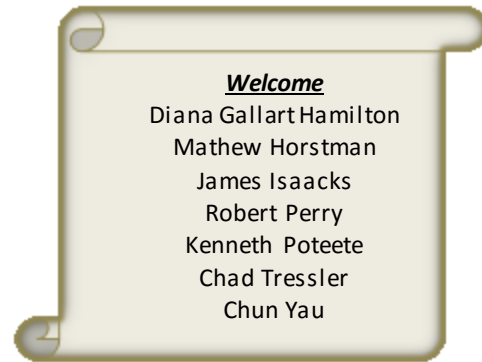 Welcome
Diana Gallart Hamilton
Mathew Horstman
James Isaacks
Robert Perry
Kenneth Poteete
Chad Tressler
Chun Yau